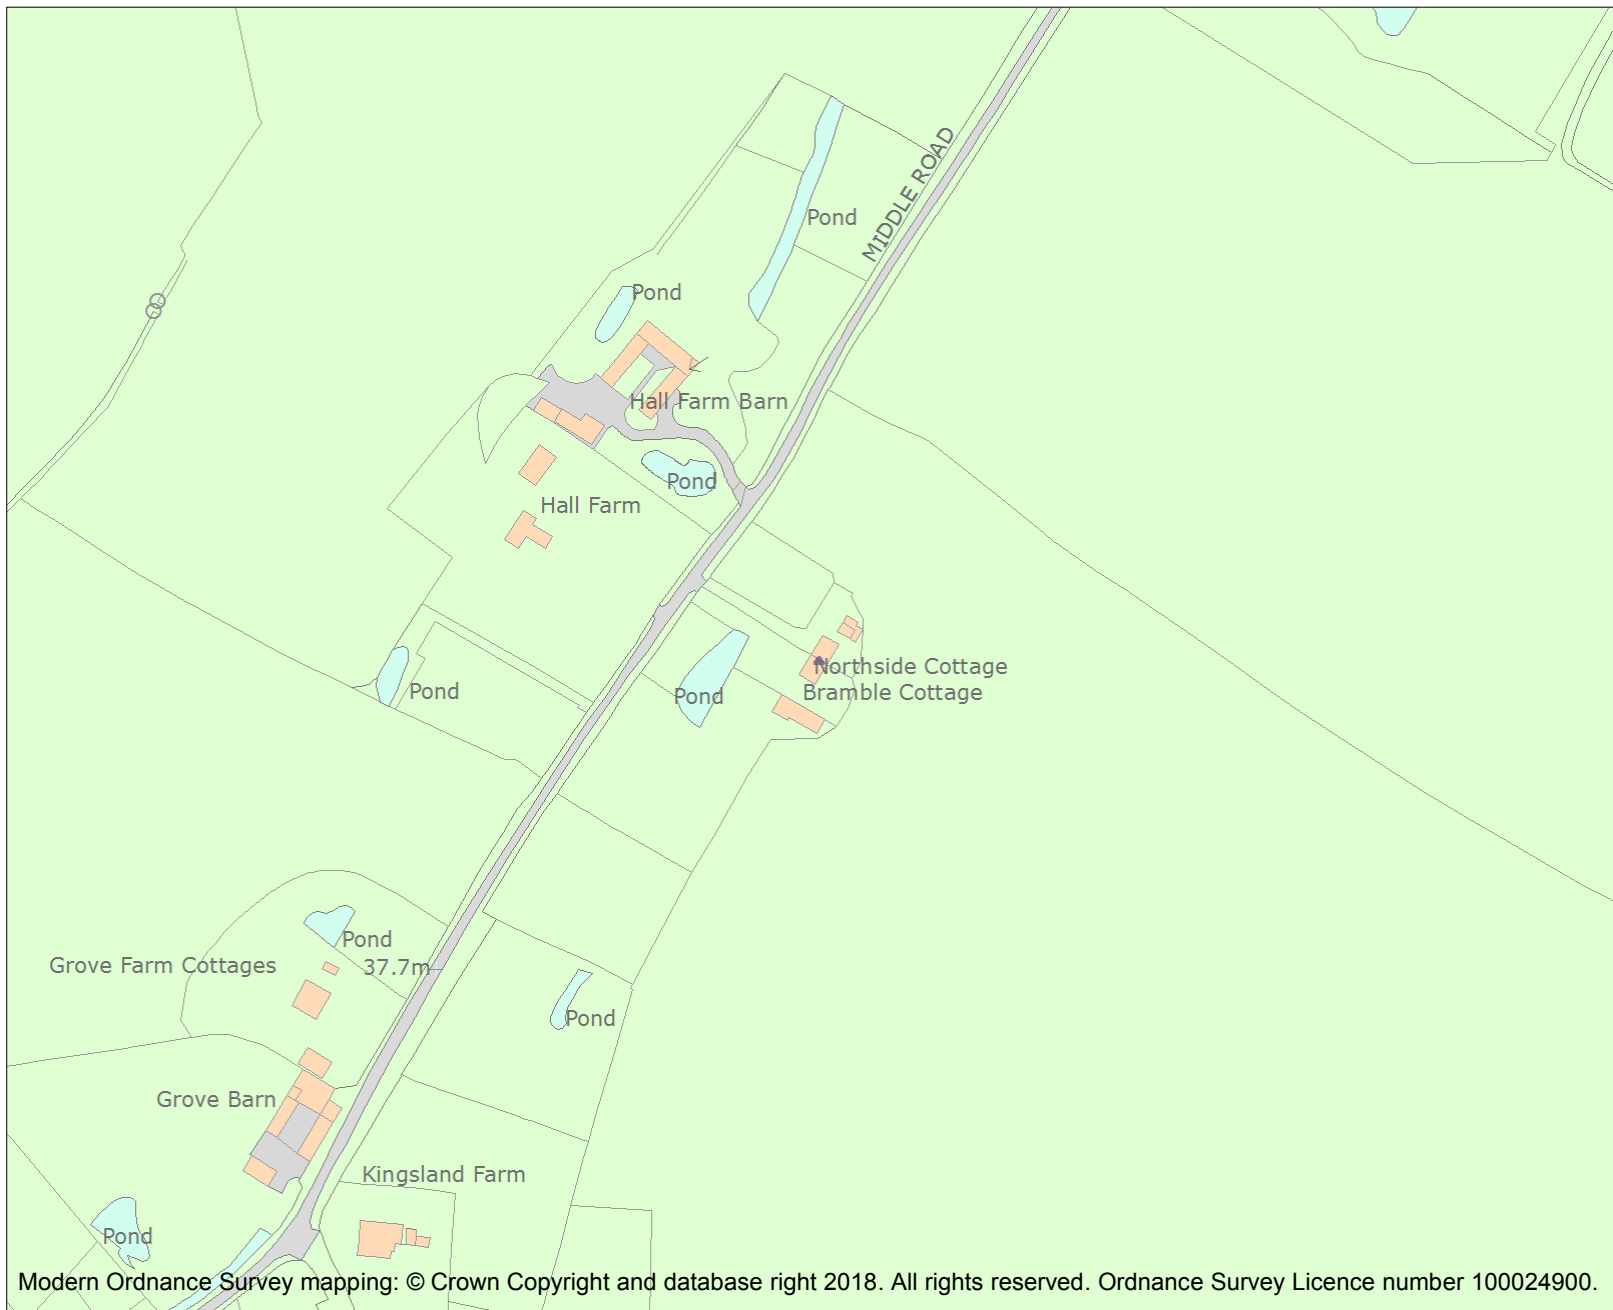 MIDDLE ROAD
Pond
Pond
Hall Farm Barn
Pond
Hall Farm
Northside Cottage
Pond
Bramble Cottage
Pond
Pond
Grove Farm Cottages
37.7m
Pond
Grove Barn
Kingsland Farm
Pond
Modern Ordnance Survey mapping: © Crown Copyright and database right 2018. All rights reserved. Ordnance Survey Licence number 100024900.